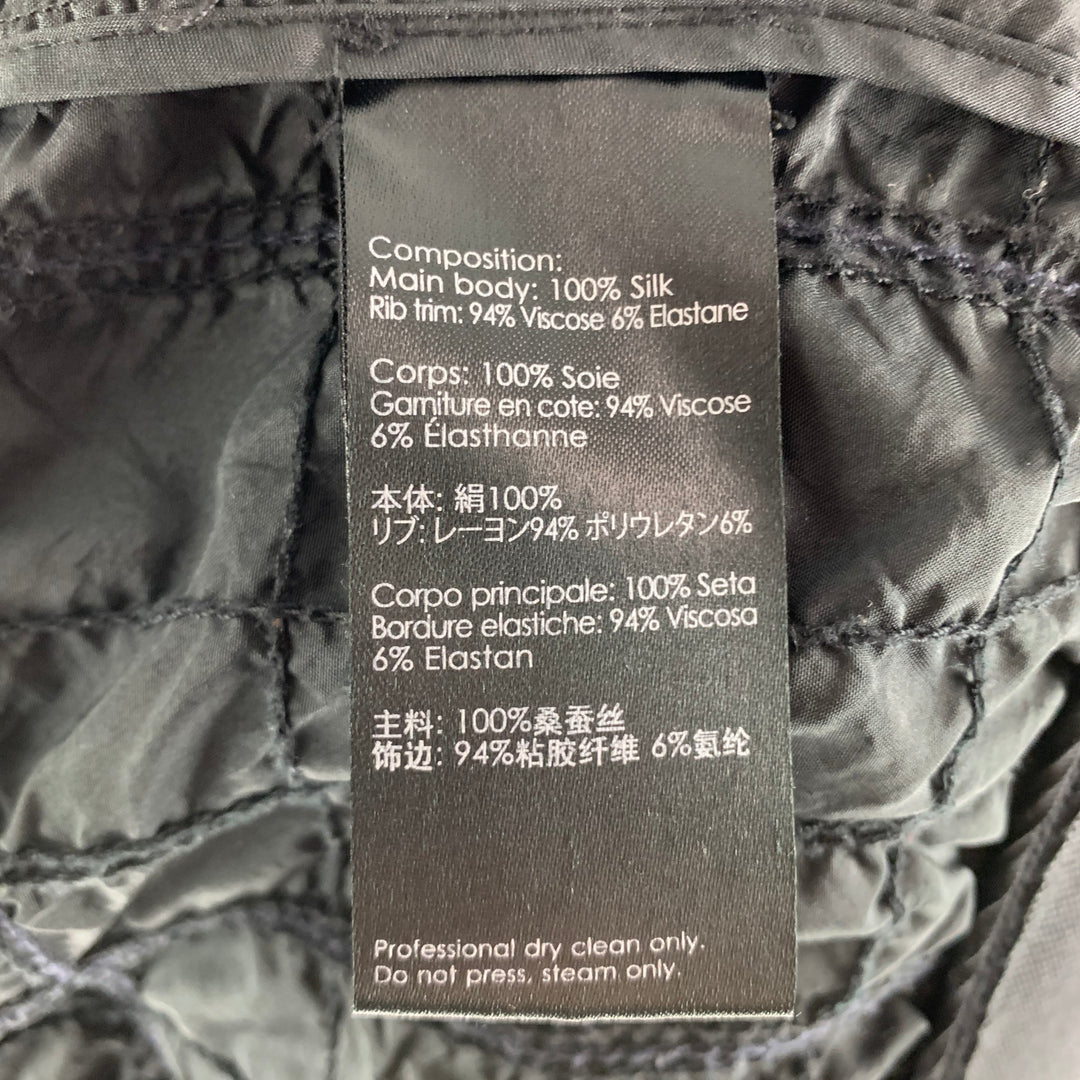 Composition:
Main body: 100% Silk
Rib trim: 94% Viscose 6% Elastane
Corps: 100% Soie
Garniture en cote: 94% Viscose
6% Élasthanne
本体: 絹100%
リブ: レーヨン94% ポリウレタン6%
Corpo principale: 100% Seta
Bordure elastiche: 94% Viscosa
6% Elastan
主料: 100%桑蚕丝
饰边: 94%粘胶纤维 6%氨纶
Professional dry clean only.
Do not press, steam only.